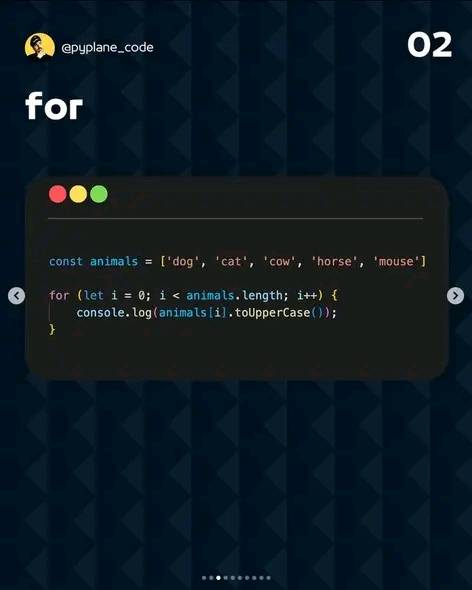 @pyplane_code
02
for
const animals = ['dog', 'cat', 'cow', 'horse', 'mouse']
for (let i = 0; i < animals.length; i++) {
    console.log(animals[i].toUpperCase());
}